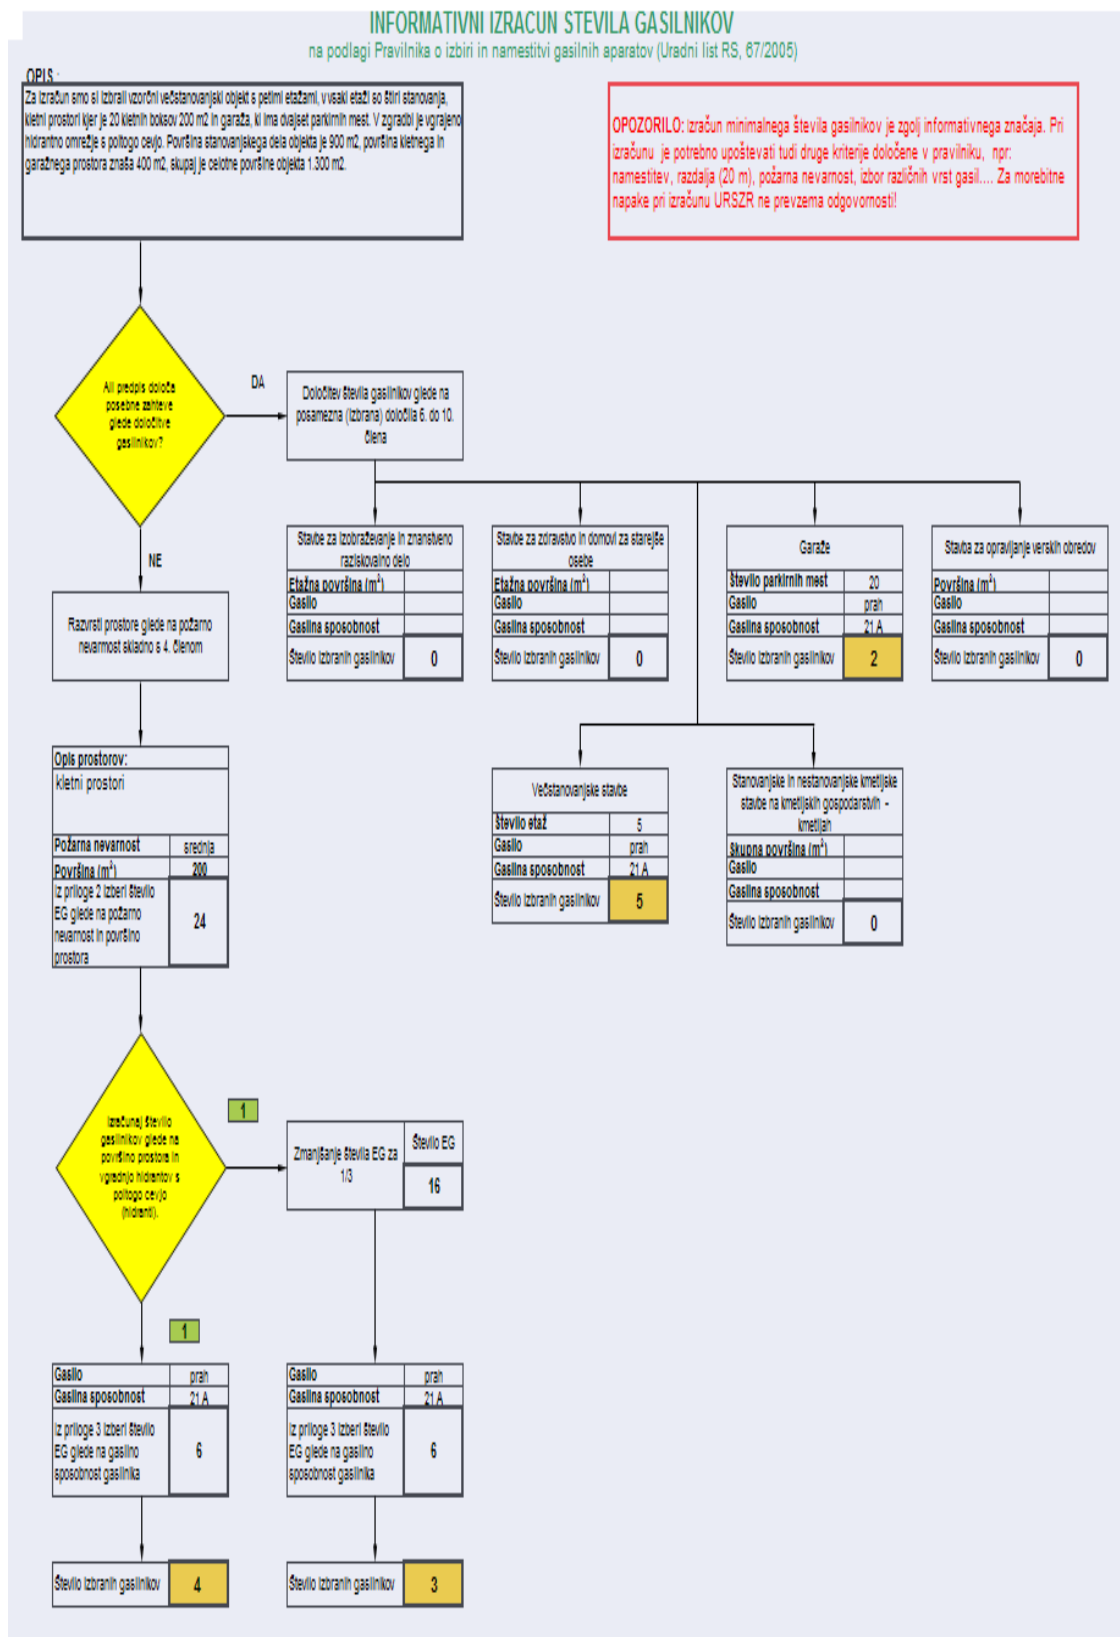 INFORMATIVNI IZRAČUN ŠTEVILA GASILNIKOV
na podlagi Pravilnika o izbiri in namestitvi gasilnih aparatov (Uradni list RS, 67/2005)
OPIS :
Za izračun smo si izbrali vzorčni večstanovanjski objekt s petimi etažami, v vsaki etaži so štiri stanovanja,
kletni prostori kjer je 20 kletnih boksov 200 m2 in garaža, ki ima dvajset parkirnih mest. V zgradbi je vgrajeno
hidrantno omrežje s poltogo cevjo. Površina stanovanjskega dela objekta je 900 m2, površina kletnega in
garažnega prostora znaša 400 m2, skupaj je celotne površine objekta 1.300 m2.
OPOZORILO: Izračun minimalnega števila gasilnikov je zgolj informativnega značaja. Pri
izračunu je potrebno upoštevati tudi druge kriterije določene v pravilniku, npr:
namestitev, razdalja (20 m), požarna nevarnost, izbor različnih vrst gasil.... Za morebitne
napake pri izračunu URSZR ne prevzema odgovornosti!
Ali predpis določa
posebne zahteve
glede določitve
gasilnikov?
DA
Določitev števila gasilnikov glede na
posamezna (izbrana) določila 6. do 10.
člena
NE
Razvrsti prostore glede na požarno
nevarnost skladno s 4. členom
Stavbe za izobraževanje in znanstveno
raziskovalno delo
Etažna površina (m²)
Gasilo
Gasilna sposobnost
Število izbranih gasilnikov 0
Stavbe za zdravstvo in domovi za starejše
osebe
Etažna površina (m²)
Gasilo
Gasilna sposobnost
Število izbranih gasilnikov 0
Garaže
Število parkirnih mest 20
Gasilo prah
Gasilna sposobnost 21 A
Število izbranih gasilnikov 2
Stavba za opravljanje verskih obredov
Površina (m²)
Gasilo
Gasilna sposobnost
Število izbranih gasilnikov 0
Opis prostorov:
kletni prostori
Požarna nevarnost srednja
Površina (m²) 200
Iz priloge 2 izberi število
EG glede na požarno
nevarnost in površino
prostora
24
Večstanovanjske stavbe
Število etaž 5
Gasilo prah
Gasilna sposobnost 21 A
Število izbranih gasilnikov 5
Stanovanjske in nestanovanjske kmetijske
stavbe na kmetijskih gospodarstvih -
kmetijah
Skupna površina (m²)
Gasilo
Gasilna sposobnost
Število izbranih gasilnikov 0
Izračunaj število
gasilnikov glede na
površino prostora in
vgradnjo hidrantov s
poltogo cevjo
(hidranti).
1
Zmanjšanje števila EG za
1/3
Število EG
16
1
Gasilo prah
Gasilna sposobnost 21 A
Iz priloge 3 izberi število
EG glede na gasilno
sposobnost gasilnika
6
Število izbranih gasilnikov 4
Gasilo prah
Gasilna sposobnost 21 A
Iz priloge 3 izberi število
EG glede na gasilno
sposobnost gasilnika
6
Število izbranih gasilnikov 3